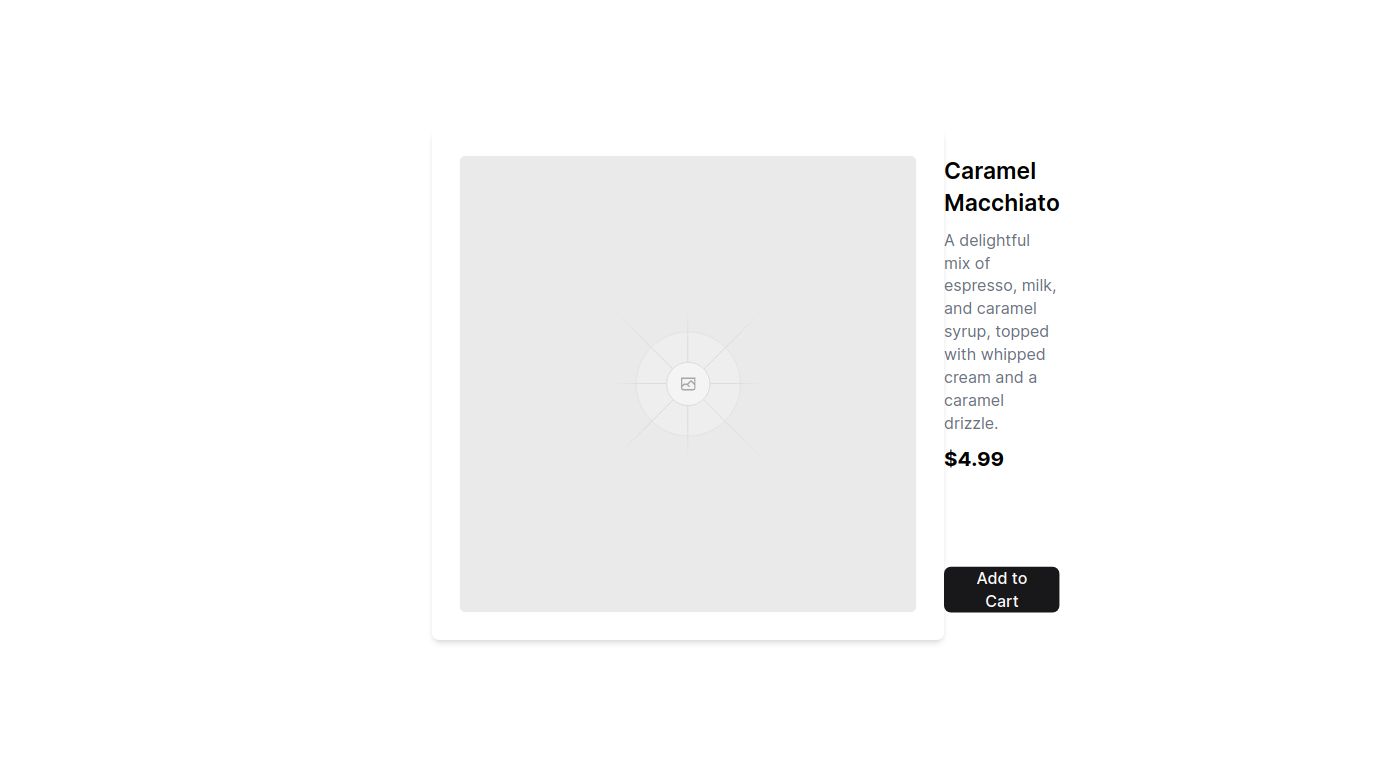 Caramel
Macchiato
A delightful
mix of
espresso, milk,
and caramel
syrup, topped
with whipped
cream and a
caramel
drizzle.
$4.99
Add to
Cart